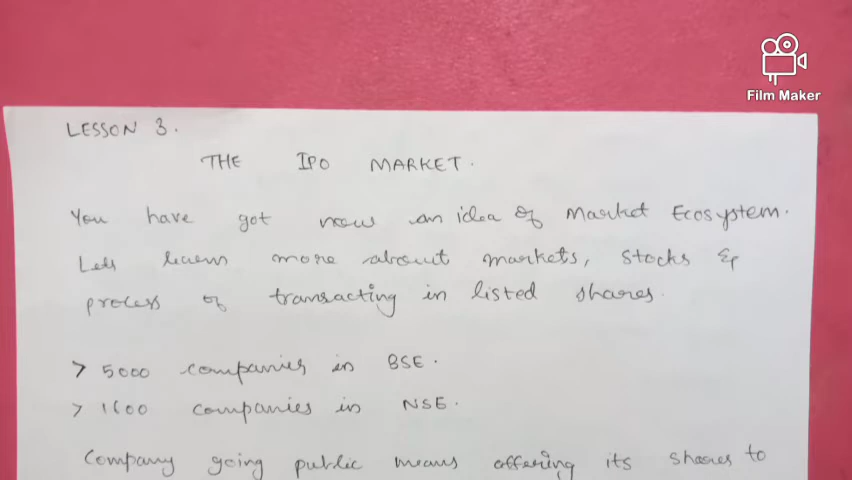 Film Maker
LESSON 3.
THE IPO MARKET.
You have got now an idea of Market Ecosystem.
Lets learn more about markets, stocks &
process of transacting in listed shares.
> 5000 companies in BSE.
> 1600 companies in NSE.
Company going public means offering its shares to